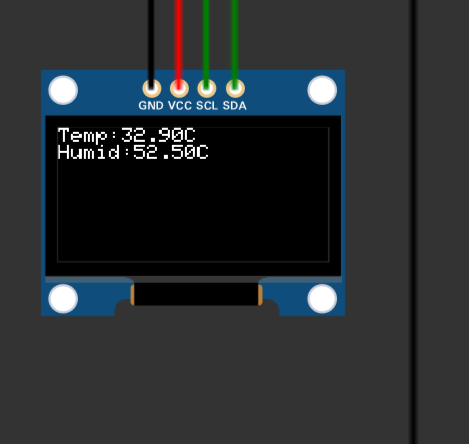 GND VCC SCL SDA
Temp:32.90C
Humid:52.50C